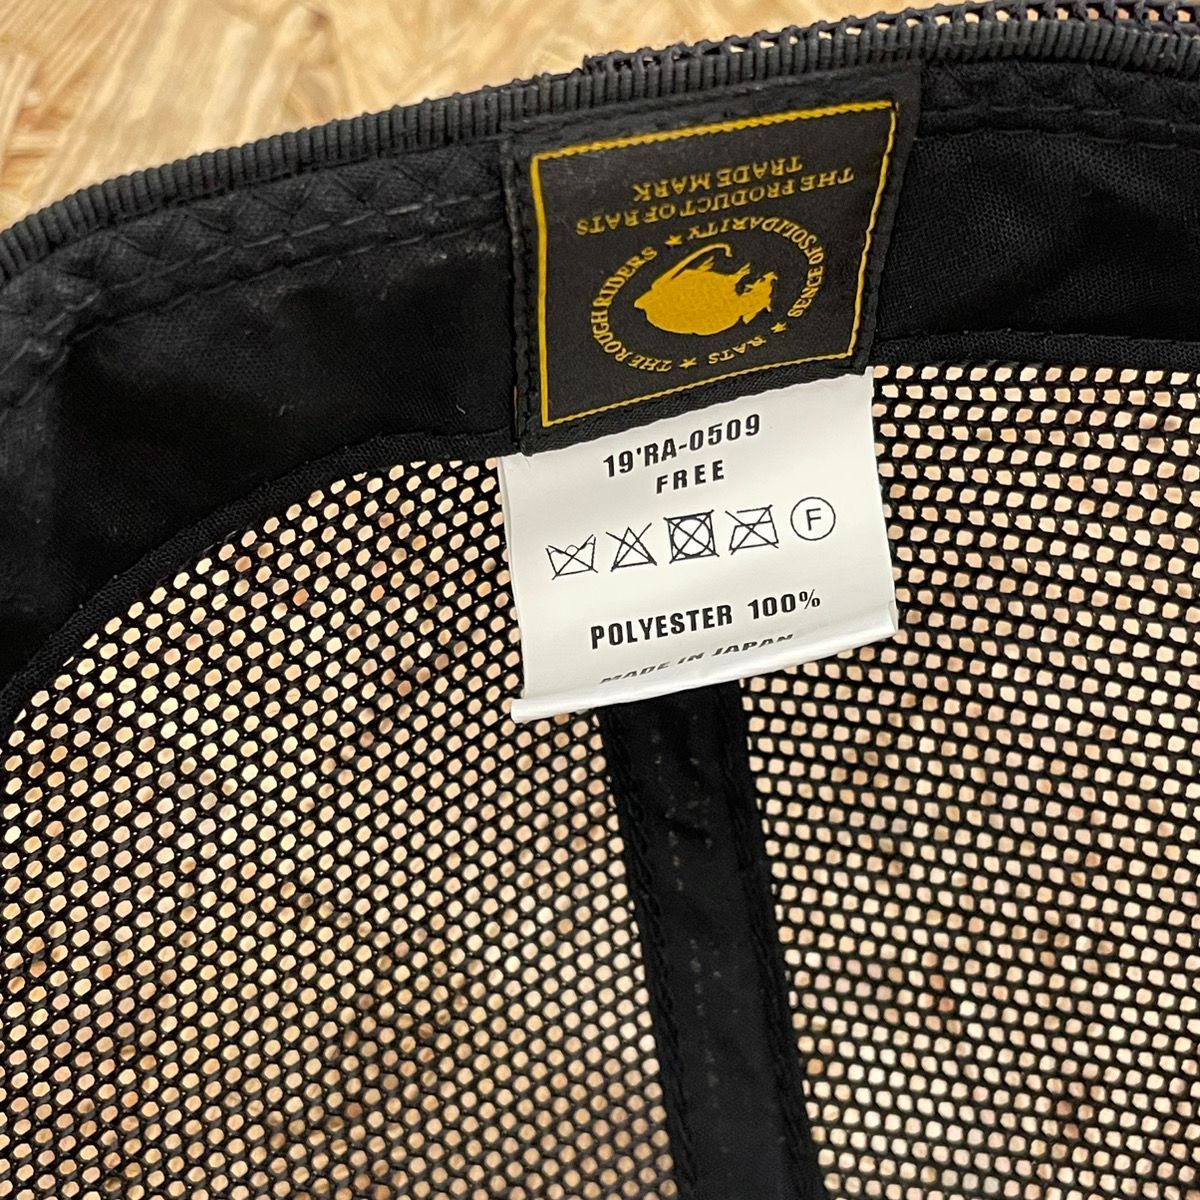 THE PRODUCT OF RATS
TRADE MARK
★ RATS ★ THE ROUGH RIDERS ★ SENCE OF SOLIDARITY
19'RA-0509
FREE
F
POLYESTER 100%
MADE IN JAPAN